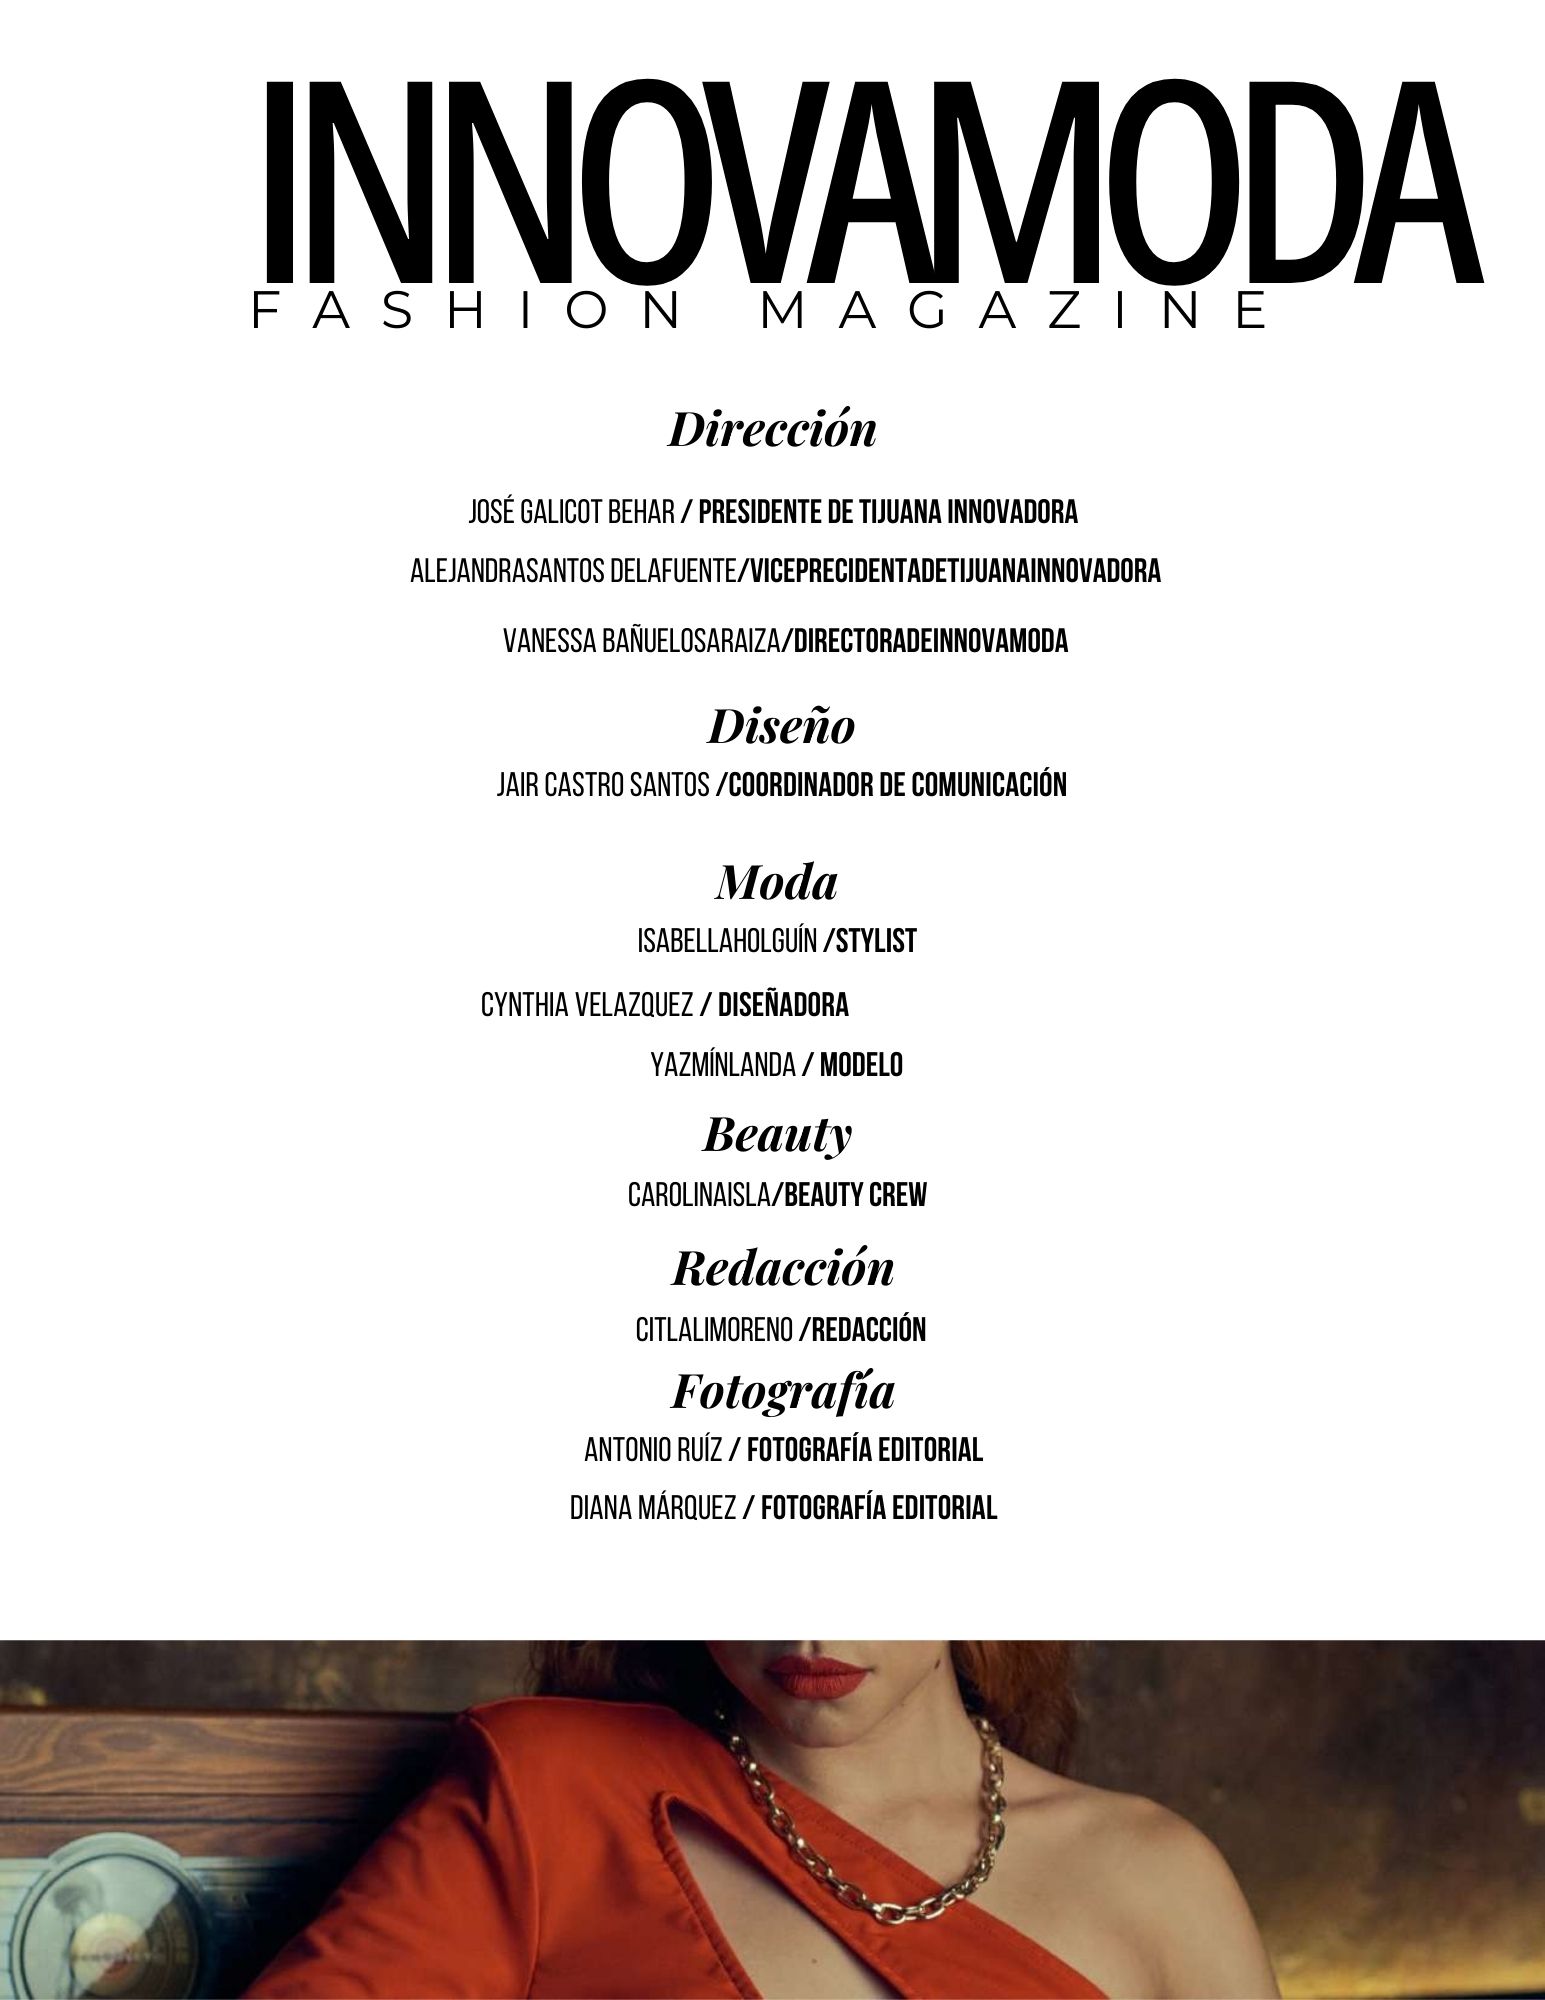 INNOVAMODA
FASHION MAGAZINE
Dirección
JOSÉ GALICOT BEHAR / PRESIDENTE DE TIJUANA INNOVADORA
ALEJANDRASANTOS DELAFUENTE/VICEPRECIDENTADETIJUANAINNOVADORA
VANESSA BAÑUELOSARAIZA/DIRECTORADEINNOVAMODA
Diseño
JAIR CASTRO SANTOS /COORDINADOR DE COMUNICACIÓN
Moda
ISABELLAHOLGUÍN /STYLIST
CYNTHIA VELAZQUEZ / DISEÑADORA
YAZMÍNLANDA / MODELO
Beauty
CAROLINAISLA/BEAUTY CREW
Redacción
CITLALIMORENO /REDACCIÓN
Fotografía
ANTONIO RUÍZ / FOTOGRAFÍA EDITORIAL
DIANA MÁRQUEZ / FOTOGRAFÍA EDITORIAL